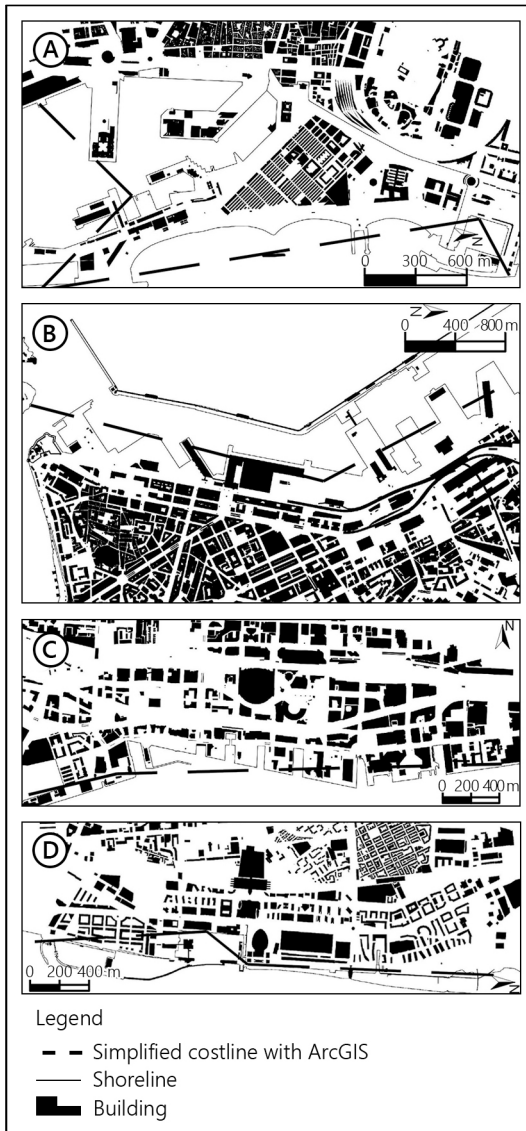 A
N
0 300 600 m
B
N
0 400 800 m
C
N
0 200 400 m
D
0 200 400 m
N
Legend
Simplified costline with ArcGIS
Shoreline
Building